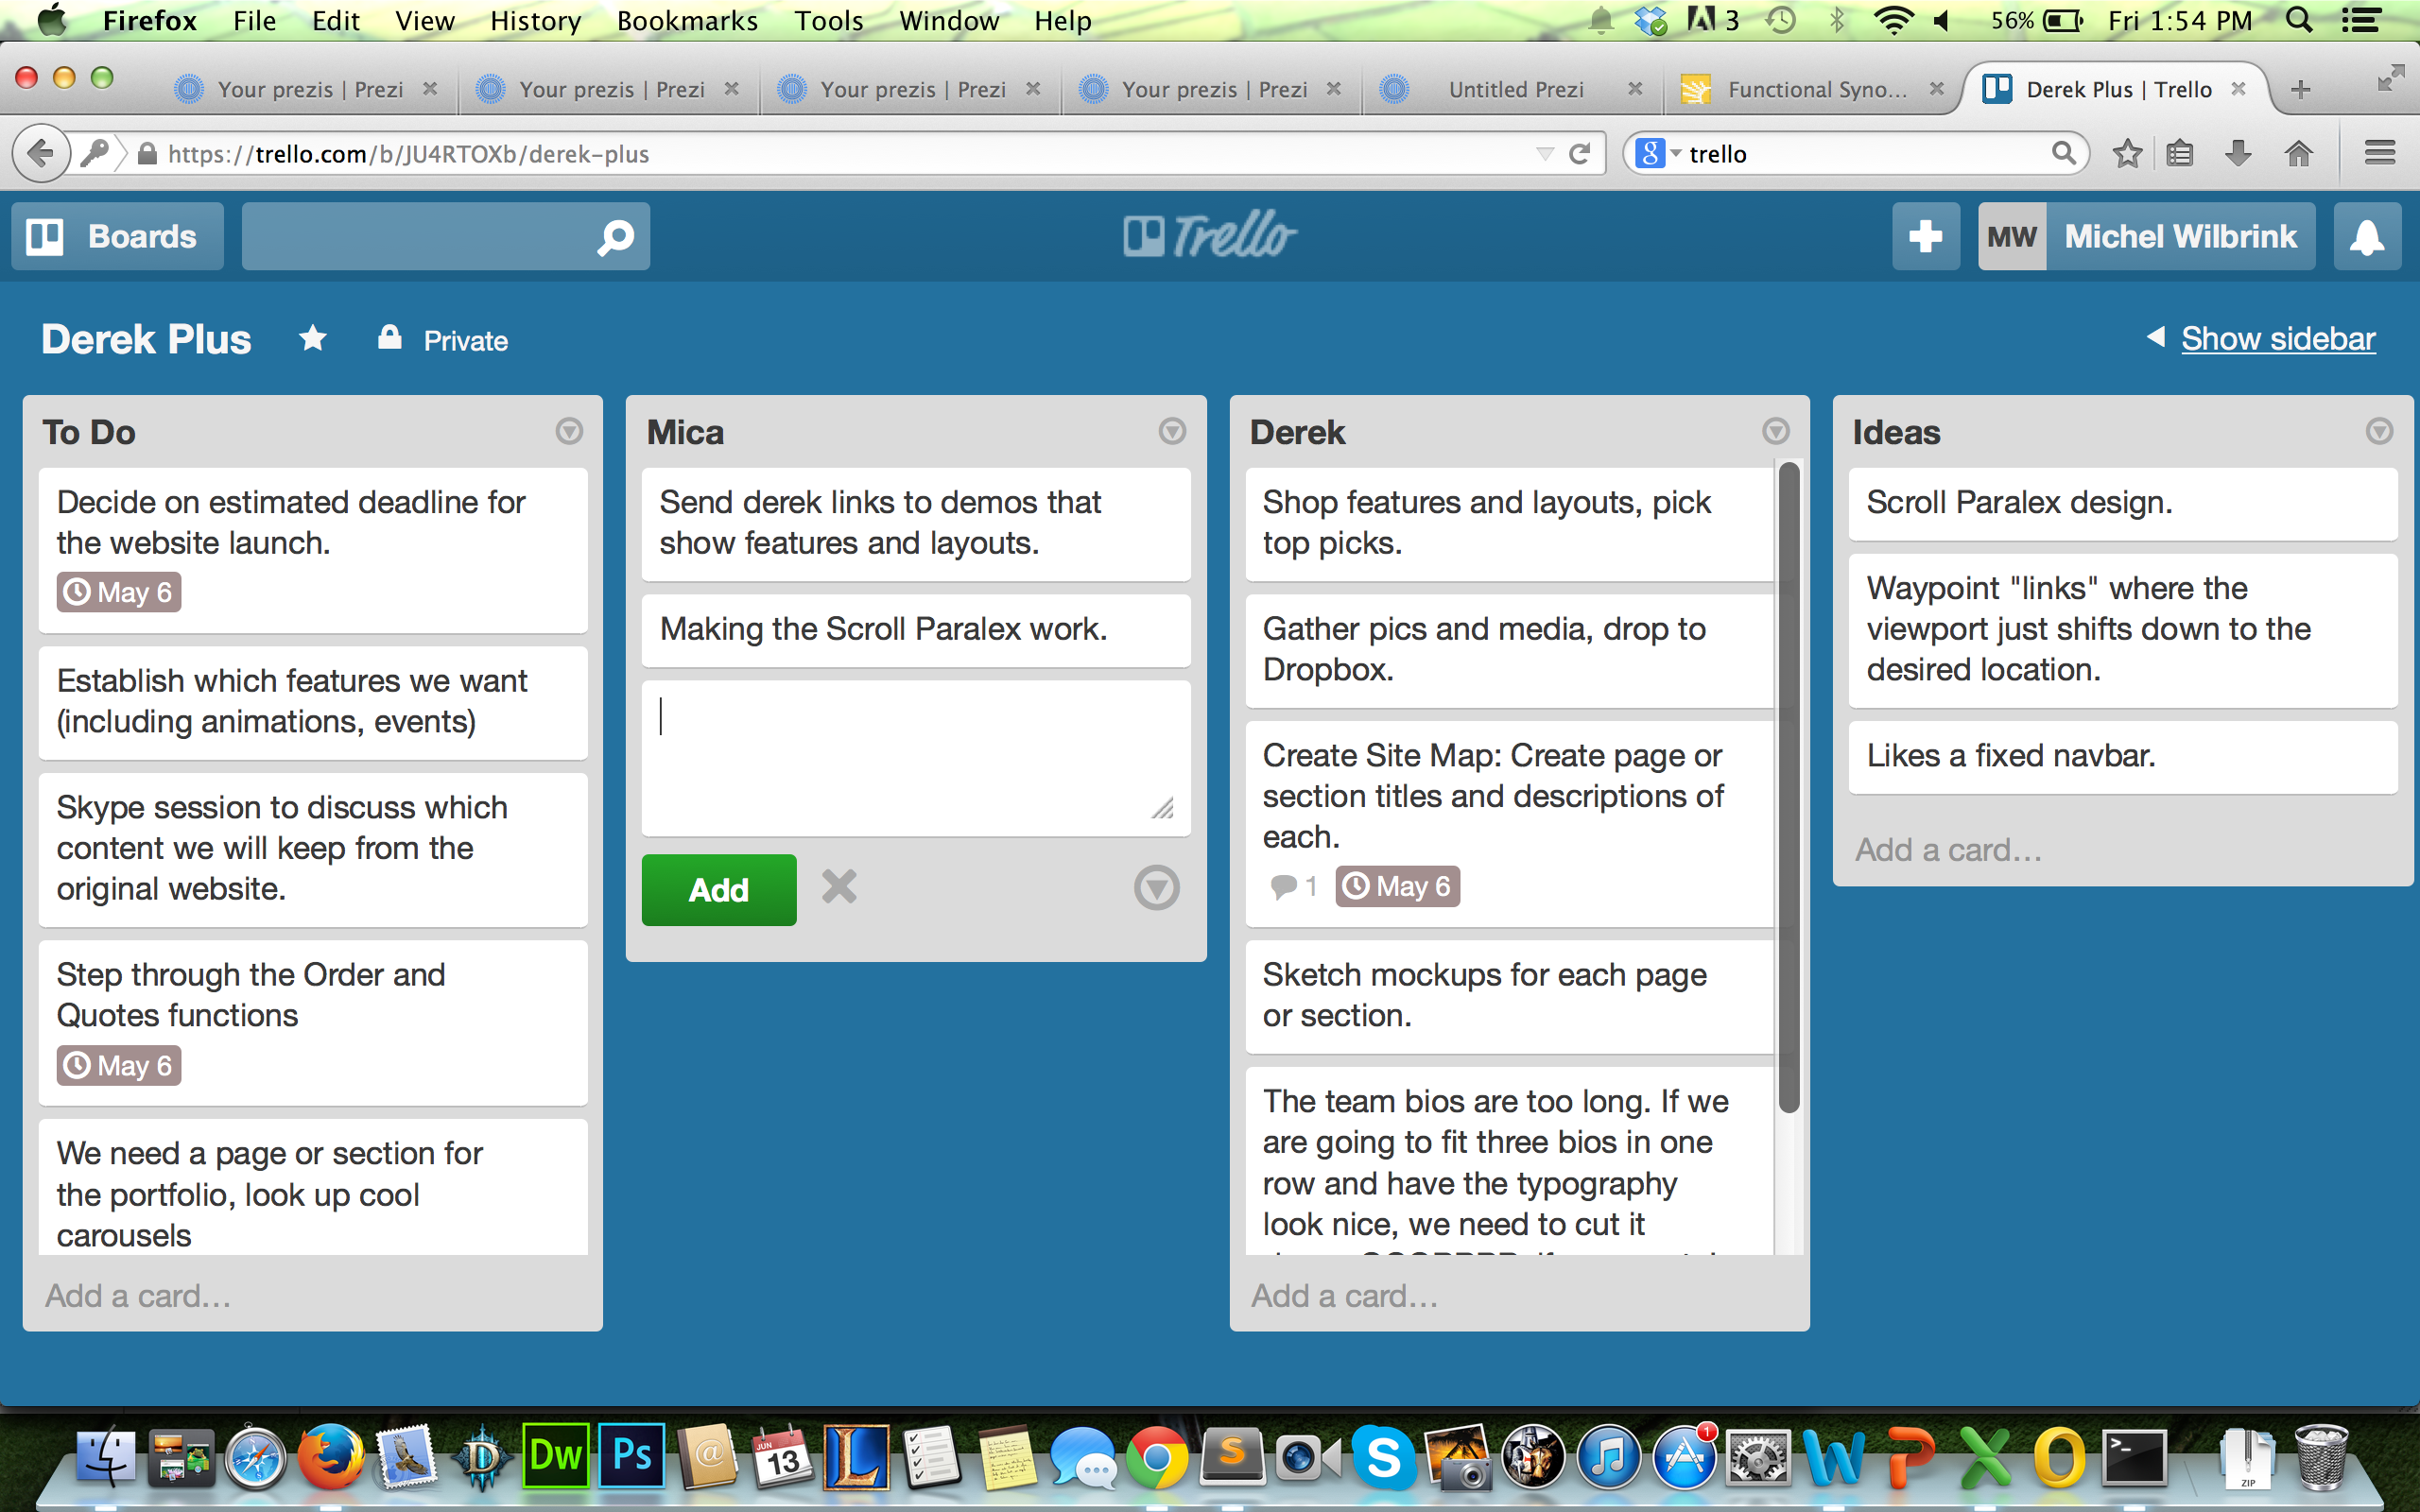 Firefox File Edit View History Bookmarks Tools Window Help 3 56% Fri 1:54 PM
Your prezis | Prezi Your prezis | Prezi Your prezis | Prezi Your prezis | Prezi Untitled Prezi Functional Syno... Derek Plus | Trello
https://trello.com/b/JU4RTOXb/derek-plus g trello
Boards Trello MW Michel Wilbrink
Derek Plus Private Show sidebar
To Do
Decide on estimated deadline for
the website launch.
May 6
Establish which features we want
(including animations, events)
Skype session to discuss which
content we will keep from the
original website.
Step through the Order and
Quotes functions
May 6
We need a page or section for
the portfolio, look up cool
carousels
Add a card...
Mica
Send derek links to demos that
show features and layouts.
Making the Scroll Paralex work.
Add
Derek
Shop features and layouts, pick
top picks.
Gather pics and media, drop to
Dropbox.
Create Site Map: Create page or
section titles and descriptions of
each.
1 May 6
Sketch mockups for each page
or section.
The team bios are too long. If we
are going to fit three bios in one
row and have the typography
look nice, we need to cut it
Add a card...
Ideas
Scroll Paralex design.
Waypoint "links" where the
viewport just shifts down to the
desired location.
Likes a fixed navbar.
Add a card...
D Dw Ps @ JUN 13 L S S 1 W P X O >_ ZIP